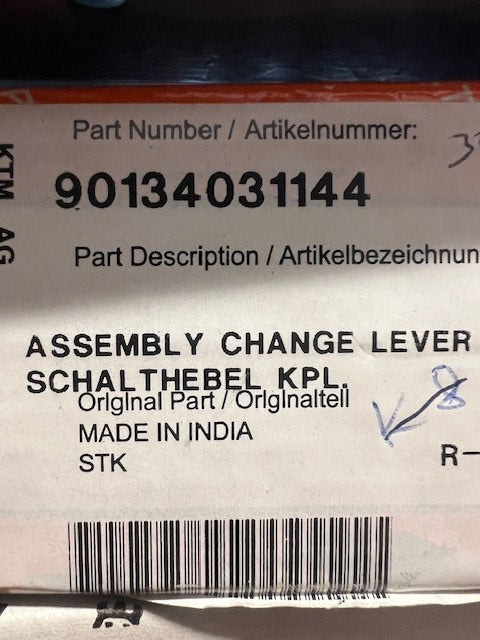 Part Number / Artikelnummer:
90134031144
KTM AG
Part Description / Artikelbezeichnun
ASSEMBLY CHANGE LEVER
SCHALTHEBEL KPL.
Original Part / Originalteil
MADE IN INDIA
STK
R-